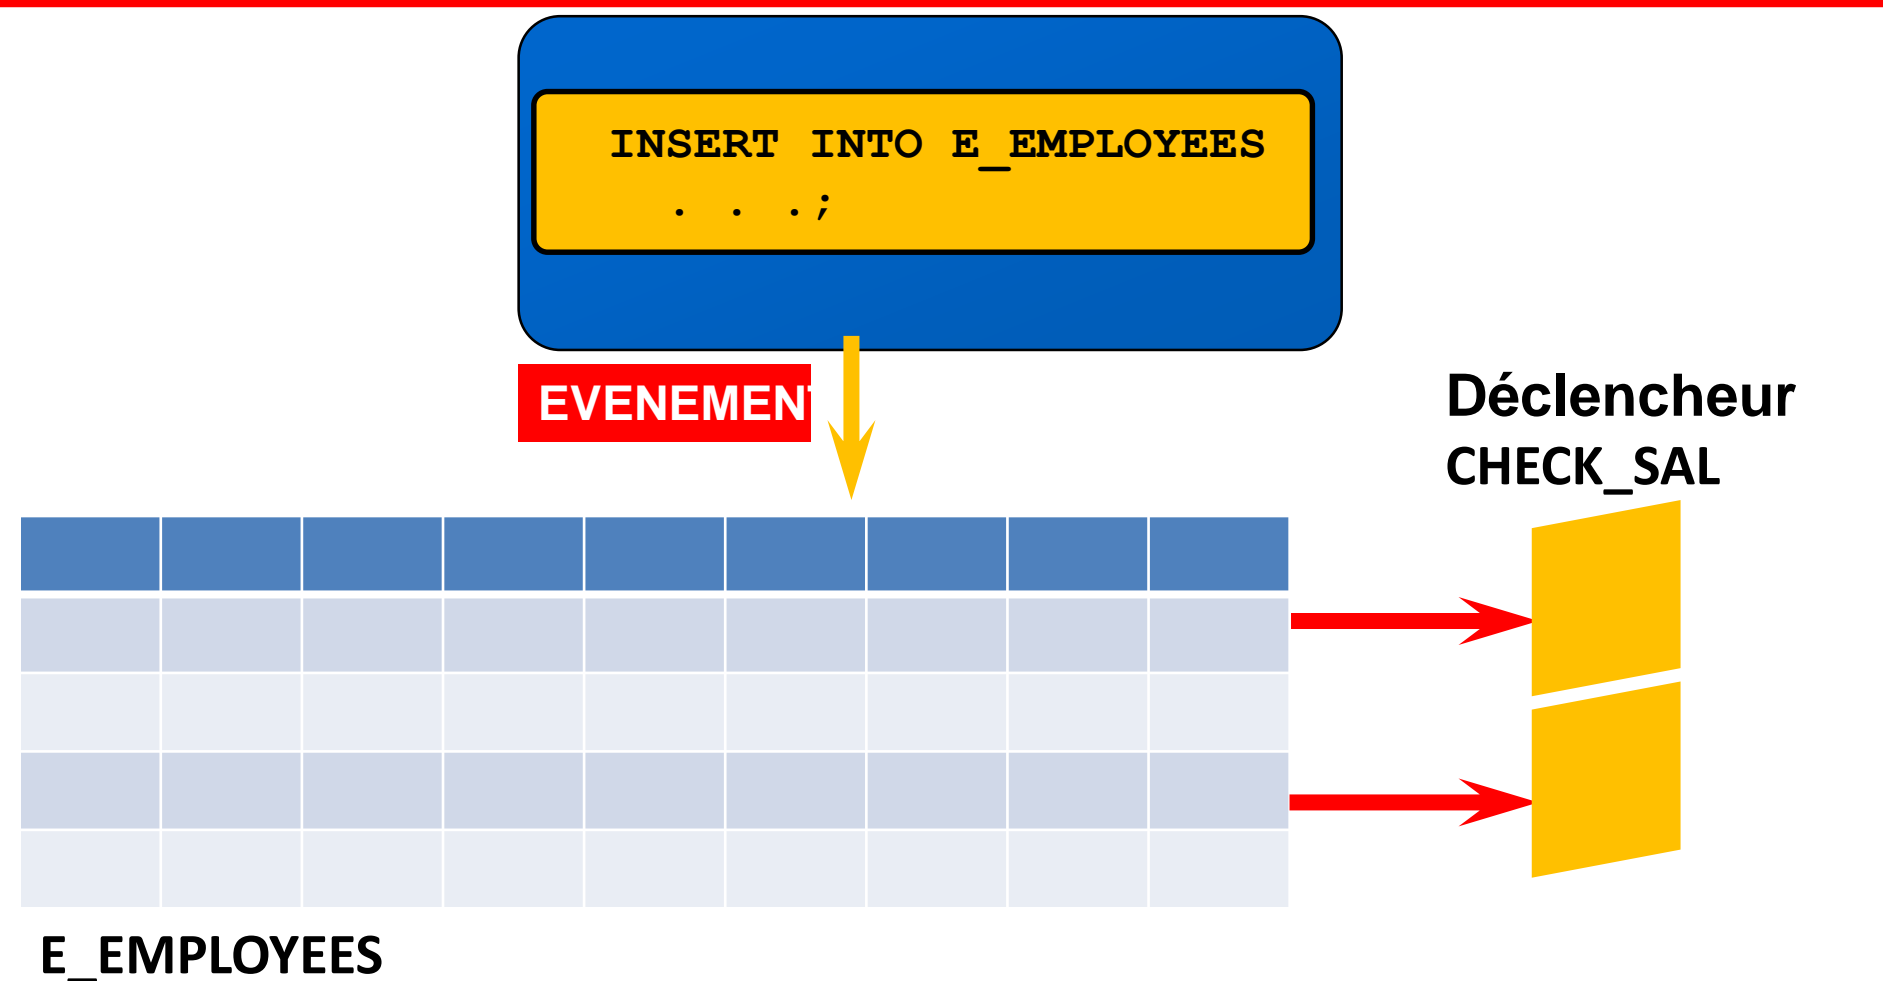 INSERT INTO E_EMPLOYEES
. . .;
EVENEMENT
Déclencheur
CHECK_SAL
E_EMPLOYEES